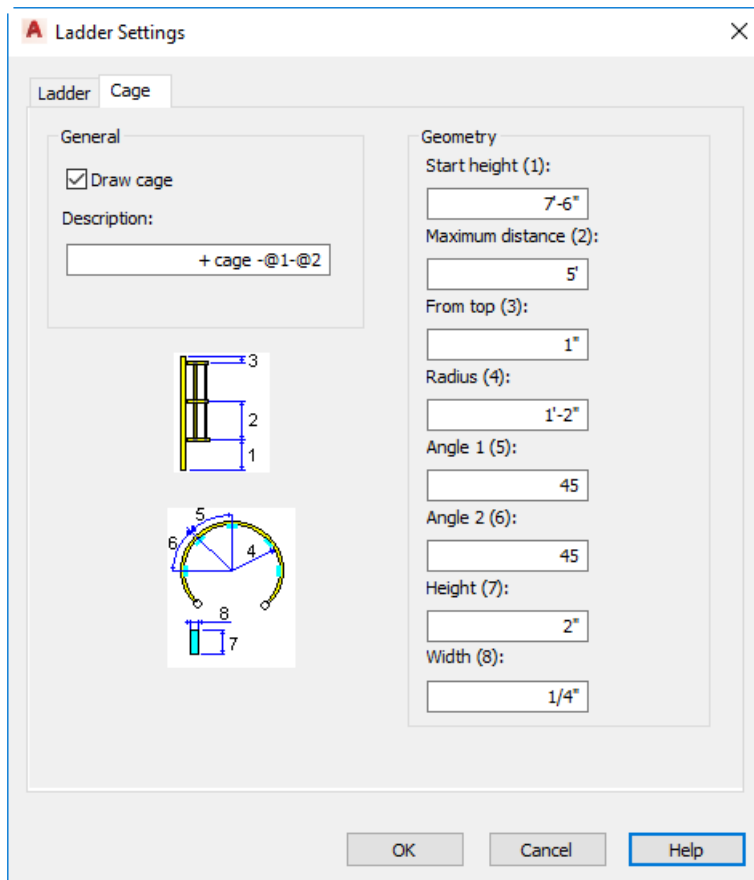 Ladder Settings
Ladder
Cage
General
Draw cage
Description:
+ cage -@1-@2
3
2
1
5
6
4
8
7
Geometry
Start height (1):
7'-6"
Maximum distance (2):
5'
From top (3):
1"
Radius (4):
1'-2"
Angle 1 (5):
45
Angle 2 (6):
45
Height (7):
2"
Width (8):
1/4"
OK
Cancel
Help